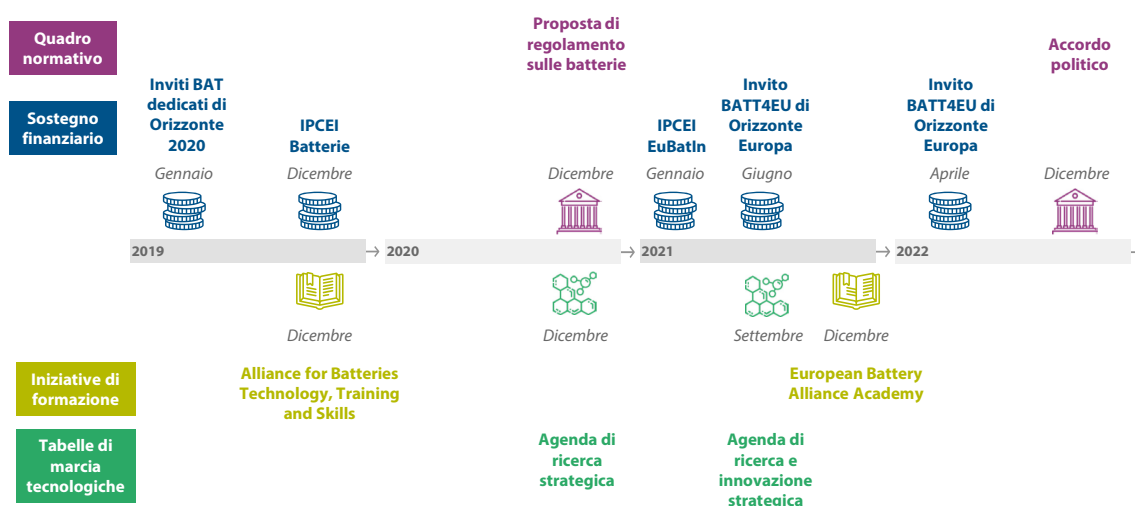 Quadro
normativo
Proposta di
regolamento
sulle batterie
Accordo
politico
Sostegno
finanziario
Inviti BAT
dedicati di
Orizzonte
2020
IPCEI
Batterie
IPCEI
EuBatIn
Invito
BATT4EU di
Orizzonte
Europa
Invito
BATT4EU di
Orizzonte
Europa
Gennaio
Dicembre
Dicembre
Gennaio
Giugno
Aprile
Dicembre
2019
2020
2021
2022
Dicembre
Dicembre
Settembre
Dicembre
Iniziative di
formazione
Alliance for Batteries
Technology, Training
and Skills
European Battery
Alliance Academy
Tabelle di
marcia
tecnologiche
Agenda di
ricerca
strategica
Agenda di
ricerca e
innovazione
strategica